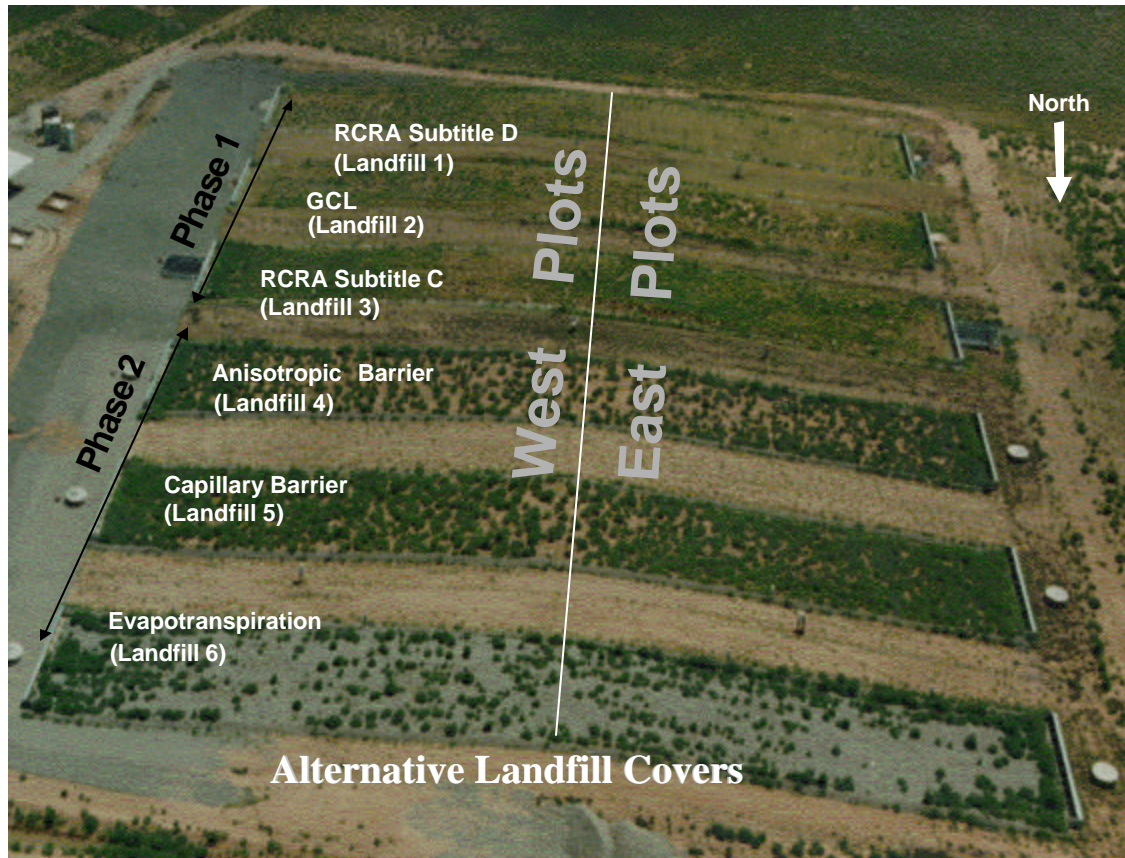 North
Phase 1
RCRA Subtitle D
(Landfill 1)
GCL
(Landfill 2)
RCRA Subtitle C
(Landfill 3)
West Plots
East Plots
Phase 2
Anisotropic Barrier
(Landfill 4)
Capillary Barrier
(Landfill 5)
Evapotranspiration
(Landfill 6)
Alternative Landfill Covers